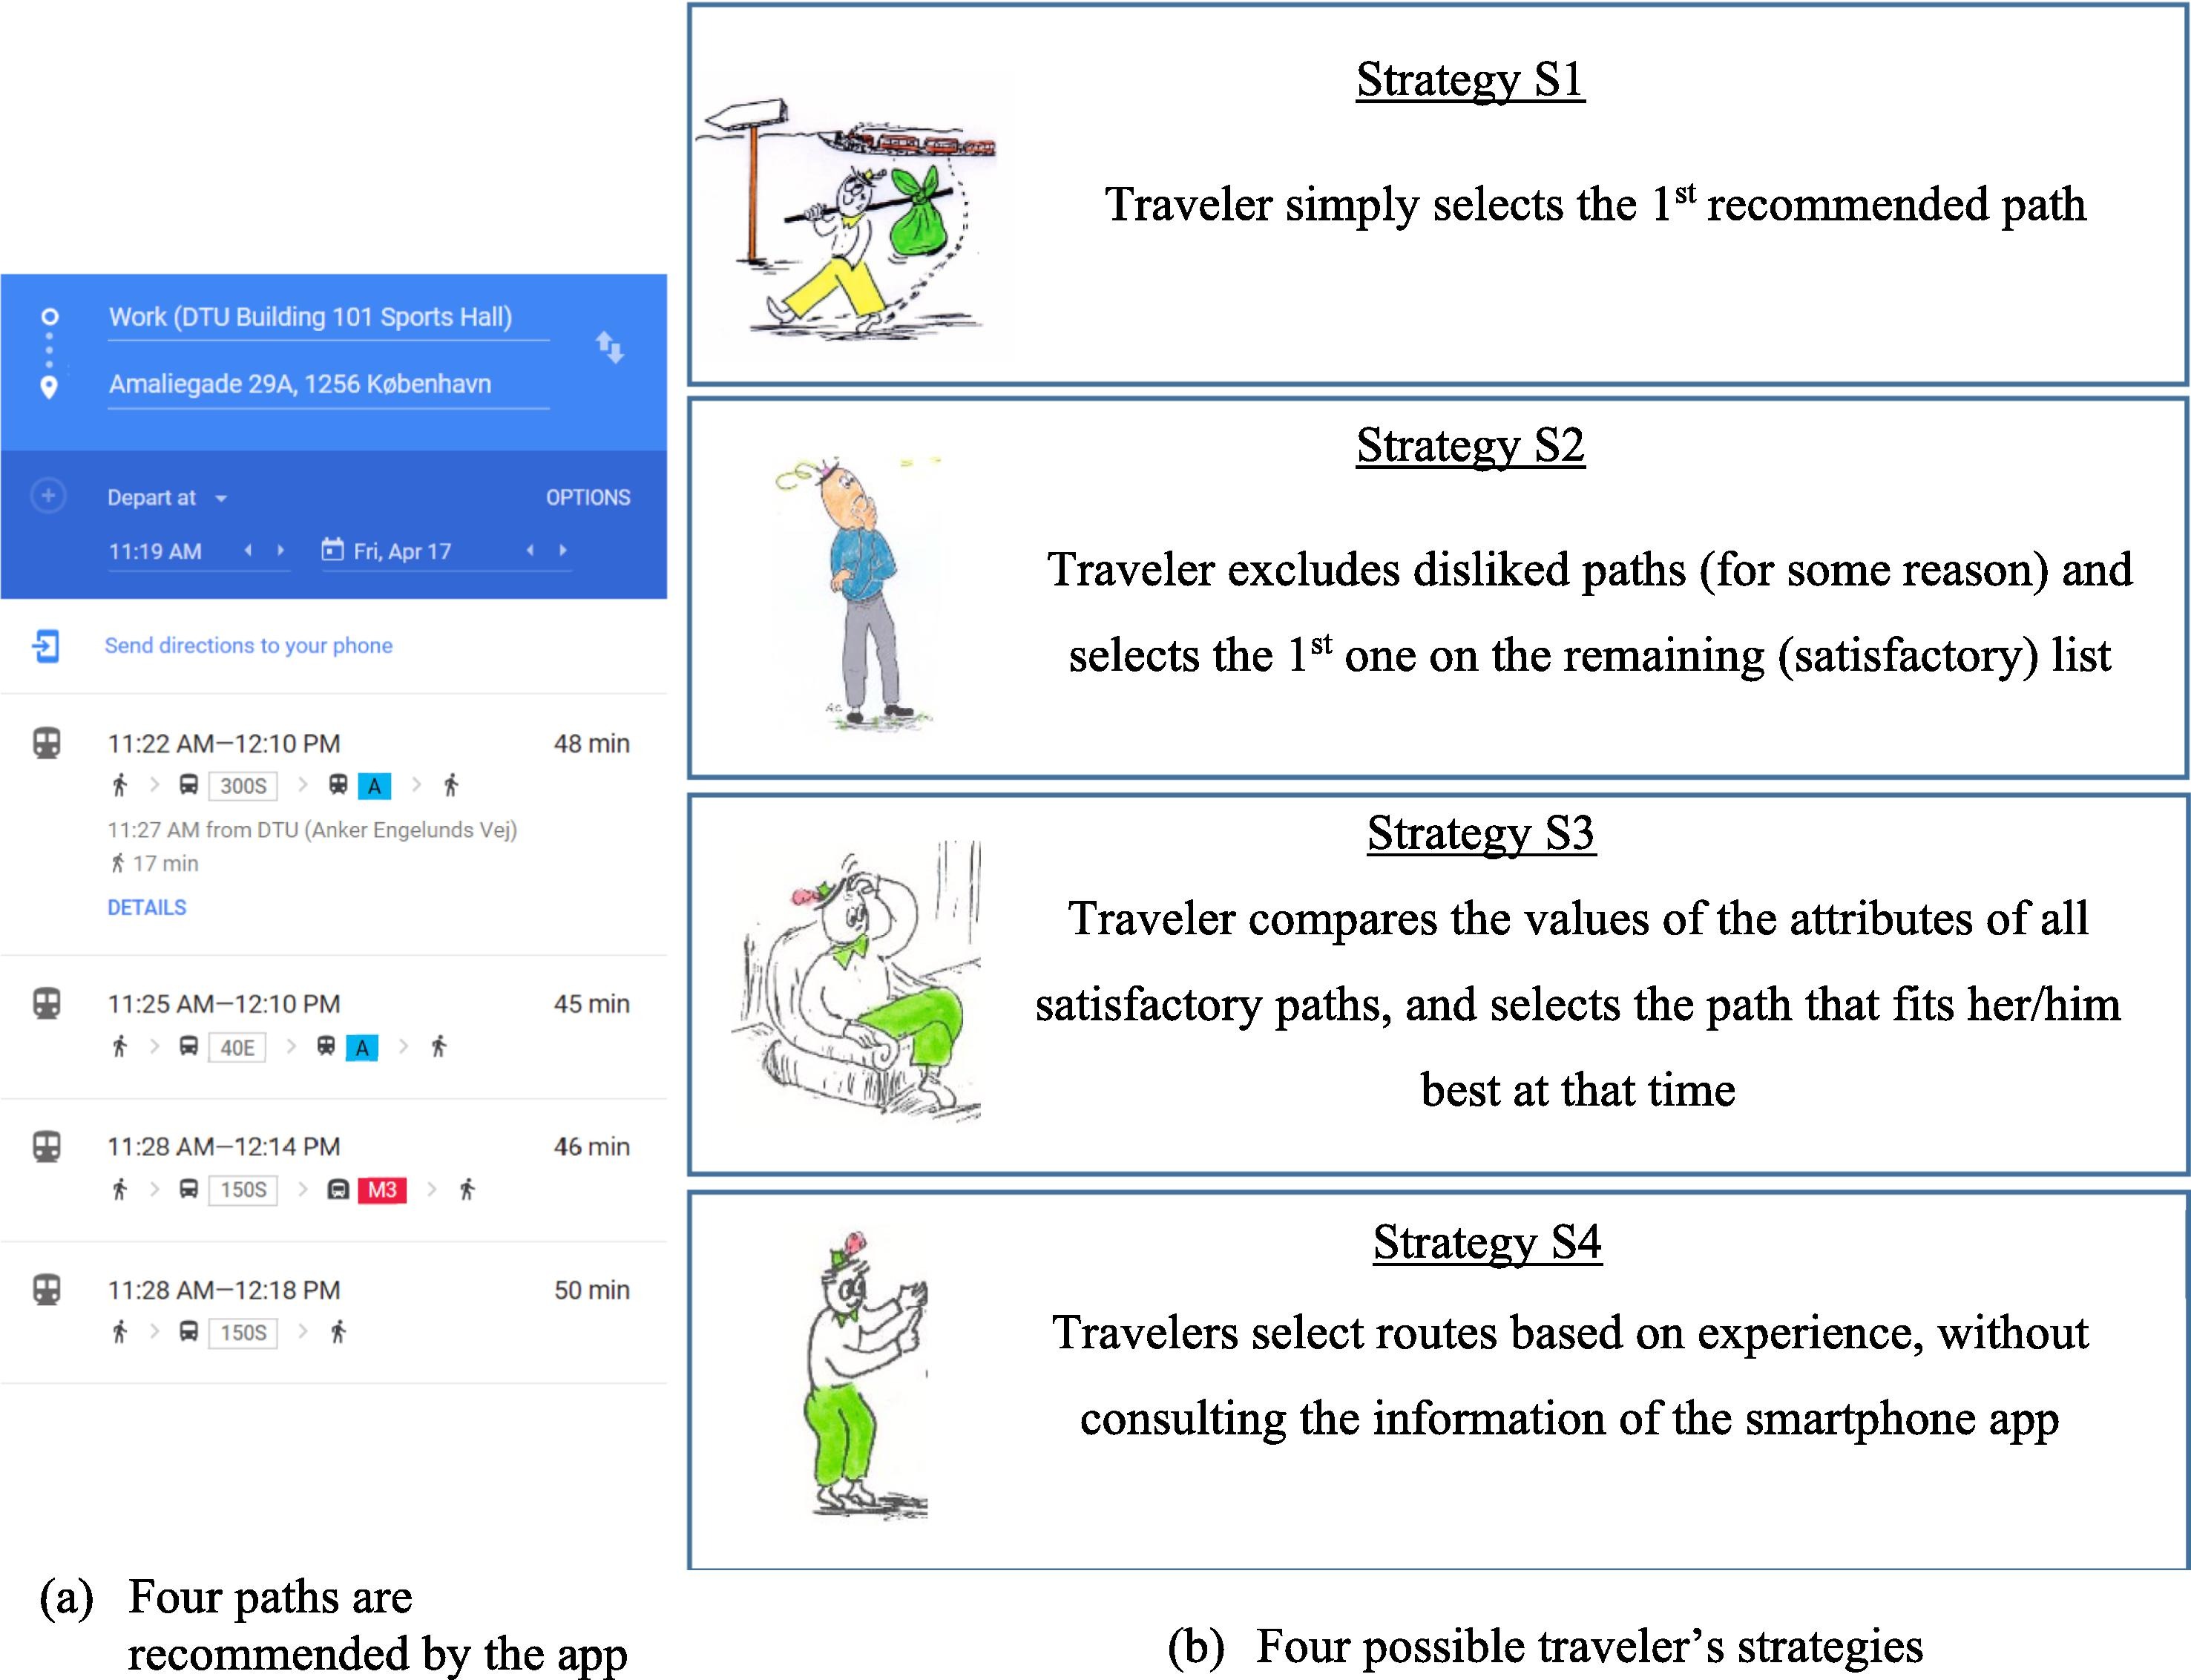 Work (DTU Building 101 Sports Hall)
Amaliegade 29A, 1256 København
Depart at
OPTIONS
11:19 AM
Fri, Apr 17
Send directions to your phone
11:22 AM—12:10 PM
48 min
300S
A
11:27 AM from DTU (Anker Engelunds Vej)
17 min
DETAILS
11:25 AM—12:10 PM
45 min
40E
A
11:28 AM—12:14 PM
46 min
150S
M3
11:28 AM—12:18 PM
50 min
150S
(a) Four paths are
recommended by the app
Strategy S1
Traveler simply selects the 1st recommended path
Strategy S2
Traveler excludes disliked paths (for some reason) and
selects the 1st one on the remaining (satisfactory) list
Strategy S3
Traveler compares the values of the attributes of all
satisfactory paths, and selects the path that fits her/him
best at that time
Strategy S4
Travelers select routes based on experience, without
consulting the information of the smartphone app
(b) Four possible traveler’s strategies